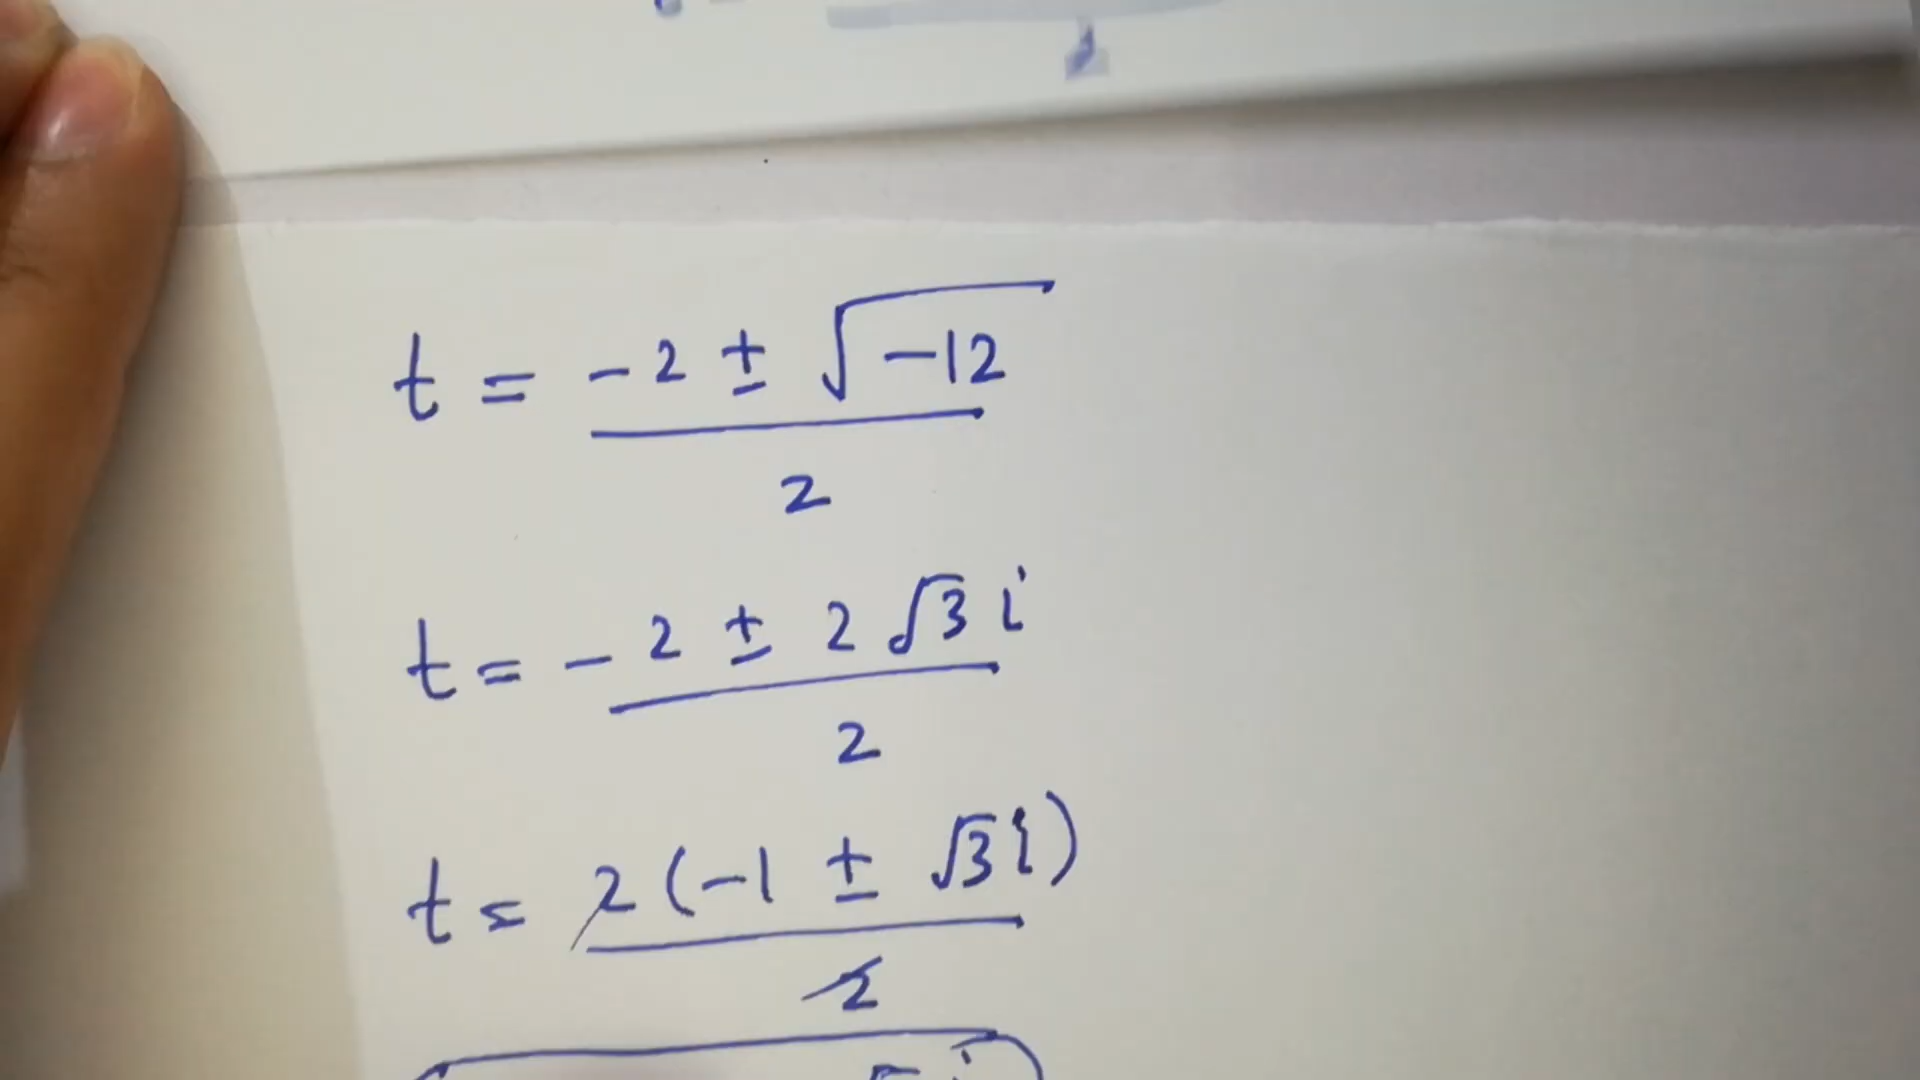 t = -2 ± √-12
2
t = -2 ± 2√3 i
2
t = 2(-1 ± √3 i)
2